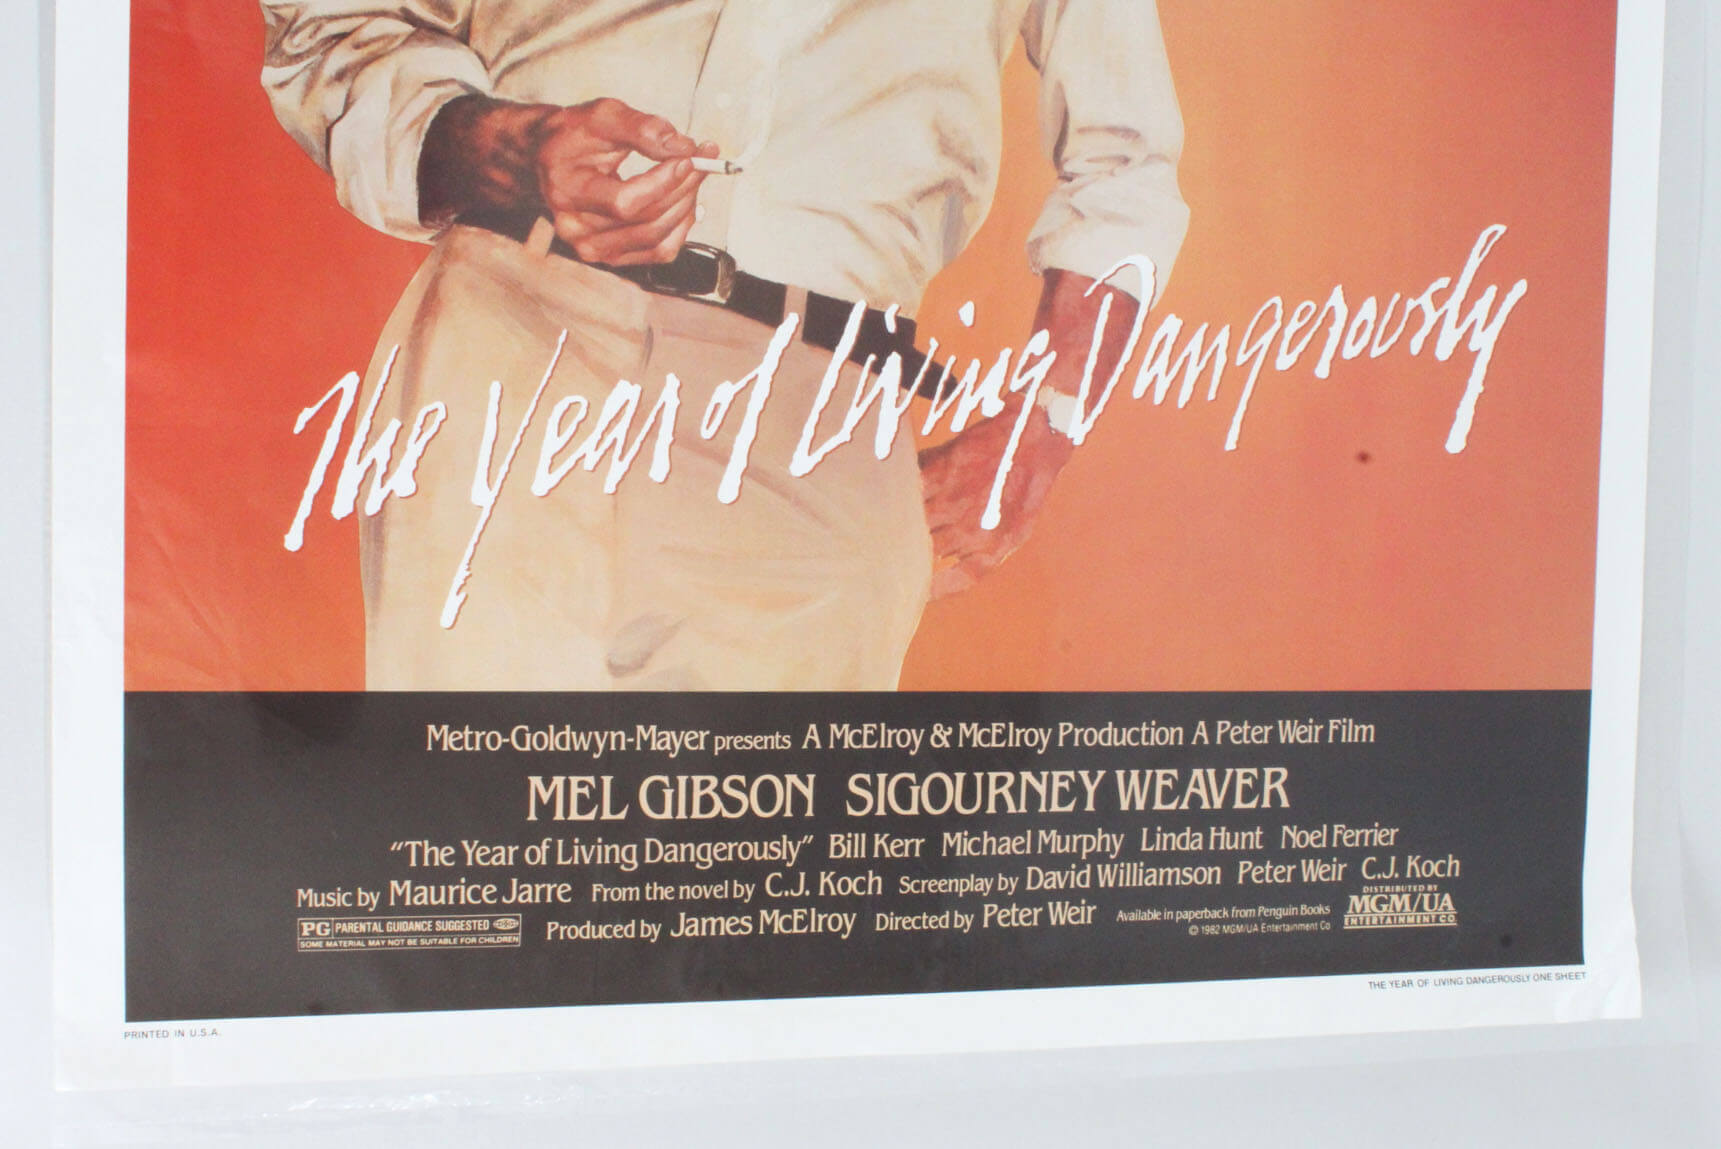 The Year of Living Dangerously
Metro-Goldwyn-Mayer presents A McElroy & McElroy Production A Peter Weir Film
MEL GIBSON SIGOURNEY WEAVER
“The Year of Living Dangerously” Bill Kerr Michael Murphy Linda Hunt Noel Ferrier
Music by Maurice Jarre From the novel by C.J. Koch Screenplay by David Williamson Peter Weir C.J. Koch
PG PARENTAL GUIDANCE SUGGESTED
SOME MATERIAL MAY NOT BE SUITABLE FOR CHILDREN
Produced by James McElroy Directed by Peter Weir
Available in paperback from Penguin Books
© 1982 MGM/UA Entertainment Co
DISTRIBUTED BY
MGM/UA
ENTERTAINMENT CO.
THE YEAR OF LIVING DANGEROUSLY ONE SHEET
PRINTED IN U.S.A.